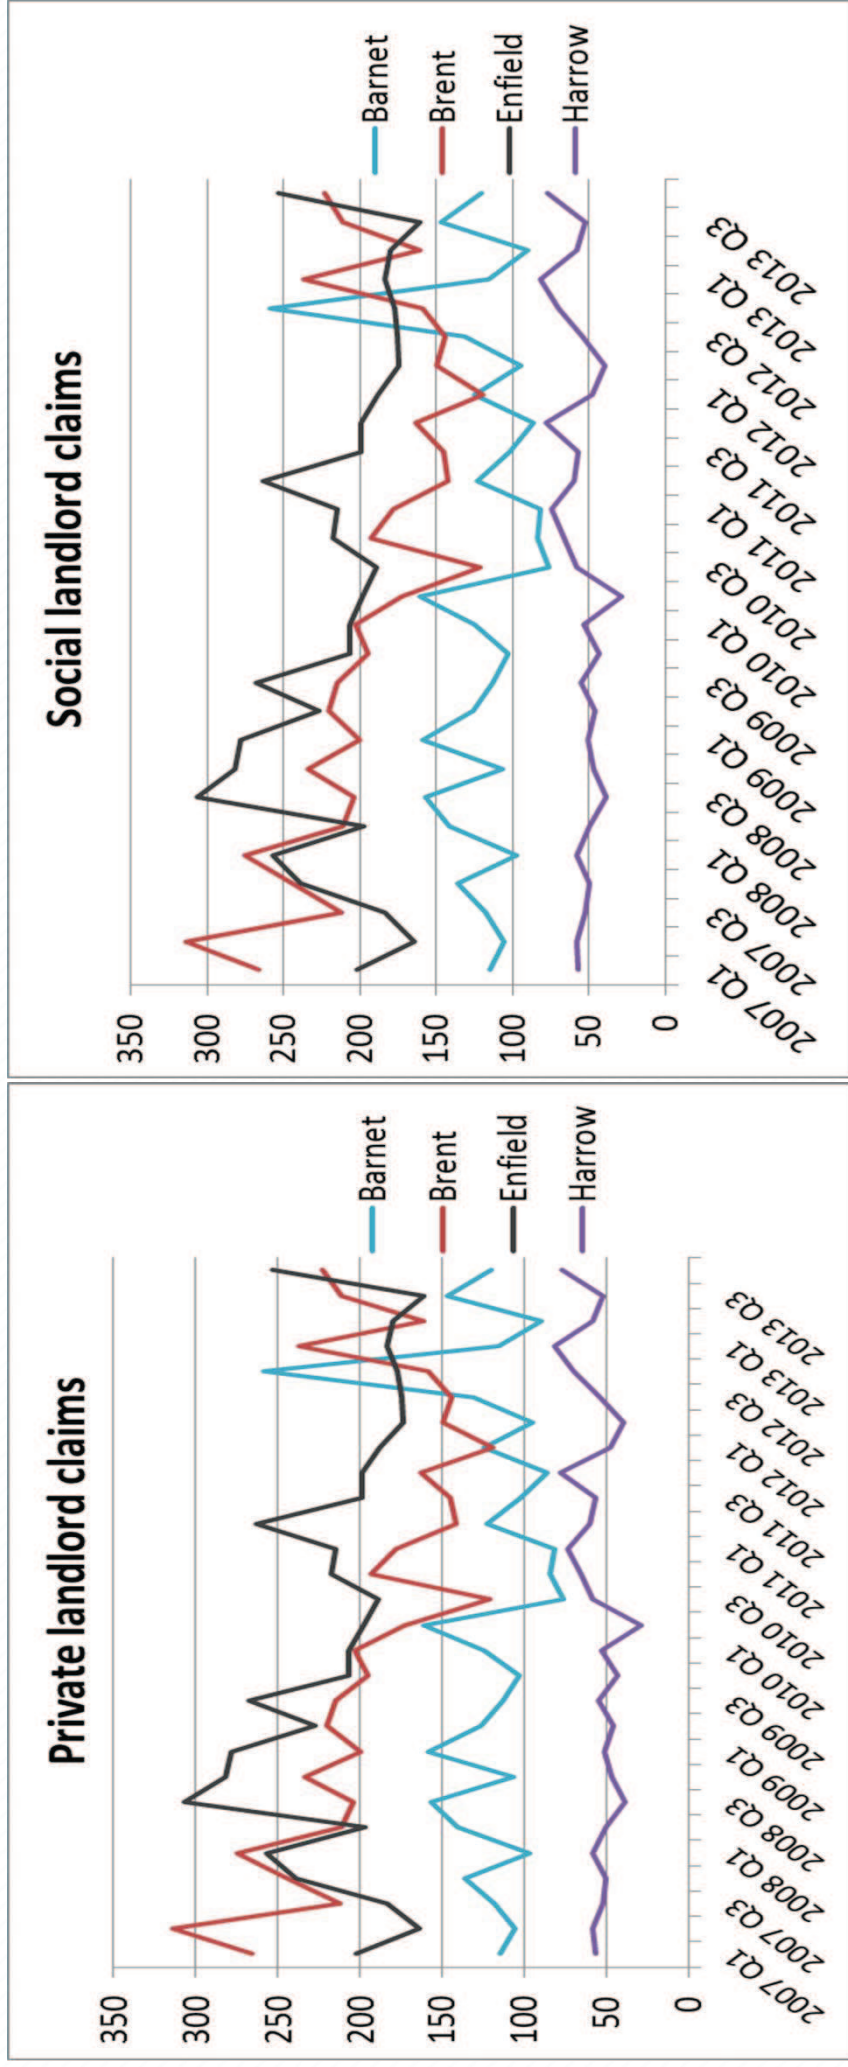 Private landlord claims
350
300
250
200
150
100
50
0
2007 Q1
2007 Q3
2008 Q1
2008 Q3
2009 Q1
2009 Q3
2010 Q1
2010 Q3
2011 Q1
2011 Q3
2012 Q1
2012 Q3
2013 Q1
2013 Q3
Barnet
Brent
Enfield
Harrow
Social landlord claims
350
300
250
200
150
100
50
0
2007 Q1
2007 Q3
2008 Q1
2008 Q3
2009 Q1
2009 Q3
2010 Q1
2010 Q3
2011 Q1
2011 Q3
2012 Q1
2012 Q3
2013 Q1
2013 Q3
Barnet
Brent
Enfield
Harrow